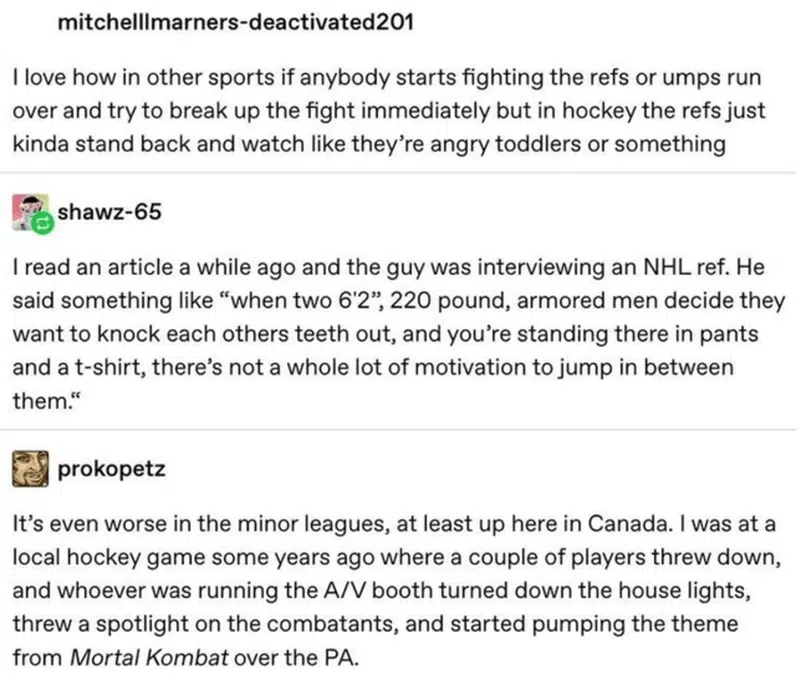 mitchelllmarners-deactivated201
I love how in other sports if anybody starts fighting the refs or umps run
over and try to break up the fight immediately but in hockey the refs just
kinda stand back and watch like they’re angry toddlers or something
shawz-65
I read an article a while ago and the guy was interviewing an NHL ref. He
said something like “when two 6'2”, 220 pound, armored men decide they
want to knock each others teeth out, and you’re standing there in pants
and a t-shirt, there’s not a whole lot of motivation to jump in between
them.“
prokopetz
It’s even worse in the minor leagues, at least up here in Canada. I was at a
local hockey game some years ago where a couple of players threw down,
and whoever was running the A/V booth turned down the house lights,
threw a spotlight on the combatants, and started pumping the theme
from Mortal Kombat over the PA.